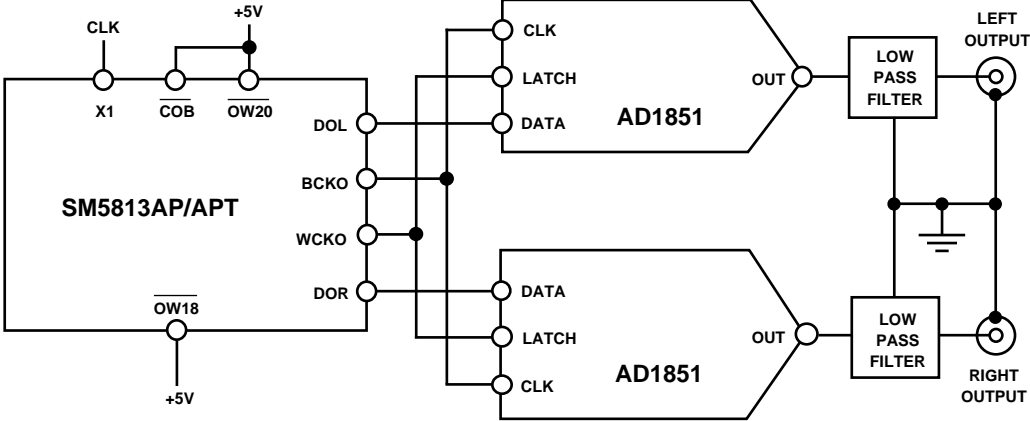 +5V
CLK
X1
COB
OW20
DOL
BCKO
SM5813AP/APT
WCKO
DOR
OW18
+5V
CLK
LATCH
DATA
OUT
AD1851
LOW
PASS
FILTER
LEFT
OUTPUT
DATA
LATCH
CLK
OUT
AD1851
LOW
PASS
FILTER
RIGHT
OUTPUT